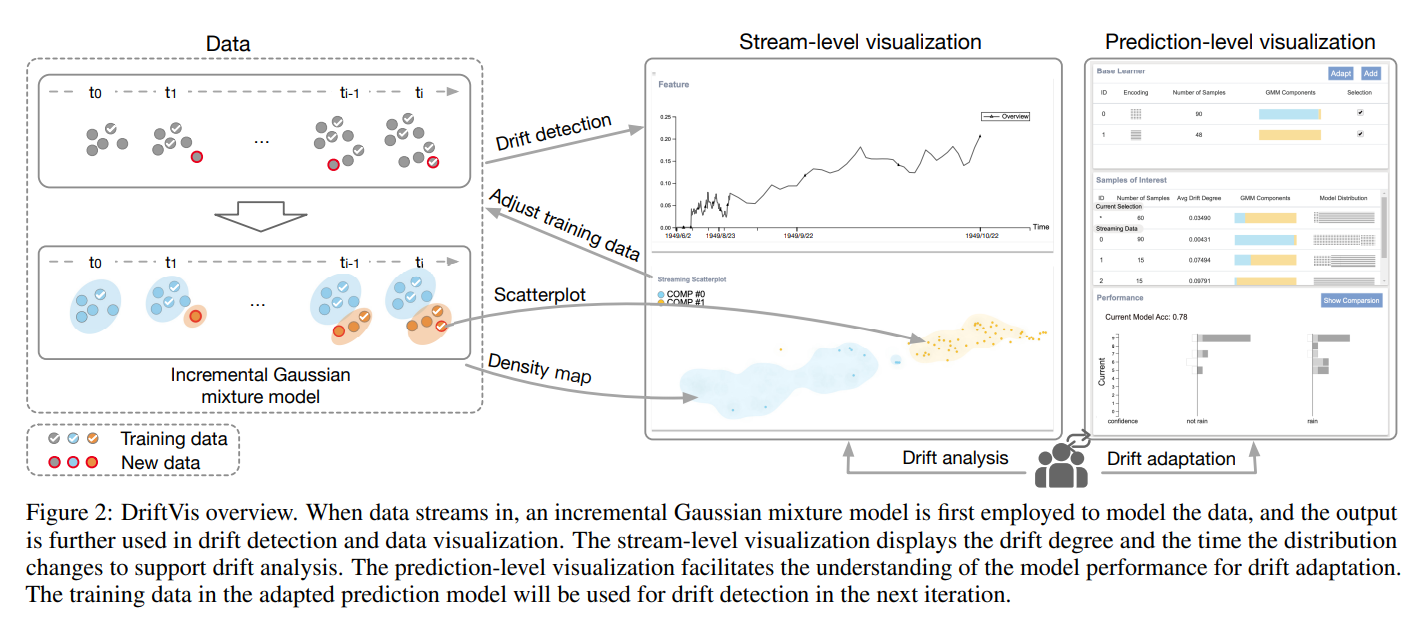 Data
t0 t1 ti-1 ti
...
t0 t1 ti-1 ti
...
Incremental Gaussian
mixture model
Training data
New data
Drift detection
Adjust training data
Scatterplot
Density map
Stream-level visualization
Feature
Overview
0.25
0.20
0.15
0.10
0.05
0.00
Time
1949/6/2 1949/8/23 1949/9/22 1949/10/22
Streaming Scatterplot
COMP #0
COMP #1
Prediction-level visualization
Base Learner Adapt Add
ID Encoding Number of Samples GMM Components Selection
0 90
1 48
Samples of Interest
ID Number of Samples Avg Drift Degree GMM Components Model Distribution
Current Selection
* 60 0.03490
Streaming Data
0 90 0.00431
1 15 0.07494
2 15 0.09791
Performance Show Comparsion
Current Model Acc: 0.78
Current
9
8
7
6
5
4
3
2
1
0
confidence not rain rain
Drift analysis
Drift adaptation
Figure 2: DriftVis overview. When data streams in, an incremental Gaussian mixture model is first employed to model the data, and the output
is further used in drift detection and data visualization. The stream-level visualization displays the drift degree and the time the distribution
changes to support drift analysis. The prediction-level visualization facilitates the understanding of the model performance for drift adaptation.
The training data in the adapted prediction model will be used for drift detection in the next iteration.